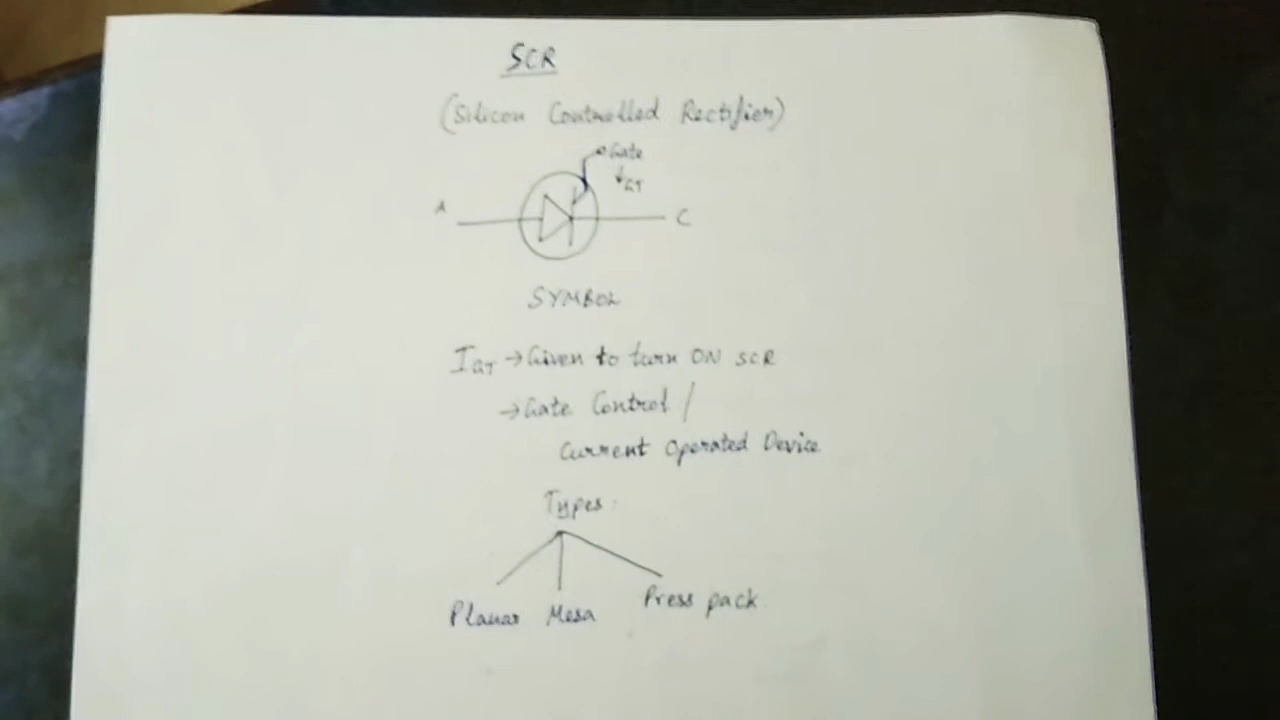 SCR
(Silicon Controlled Rectifier)
Gate
↓GT
A
C
SYMBOL
IGT → Given to turn ON SCR
→ Gate Control /
Current Operated Device
Types:
Planar Mesa Press pack